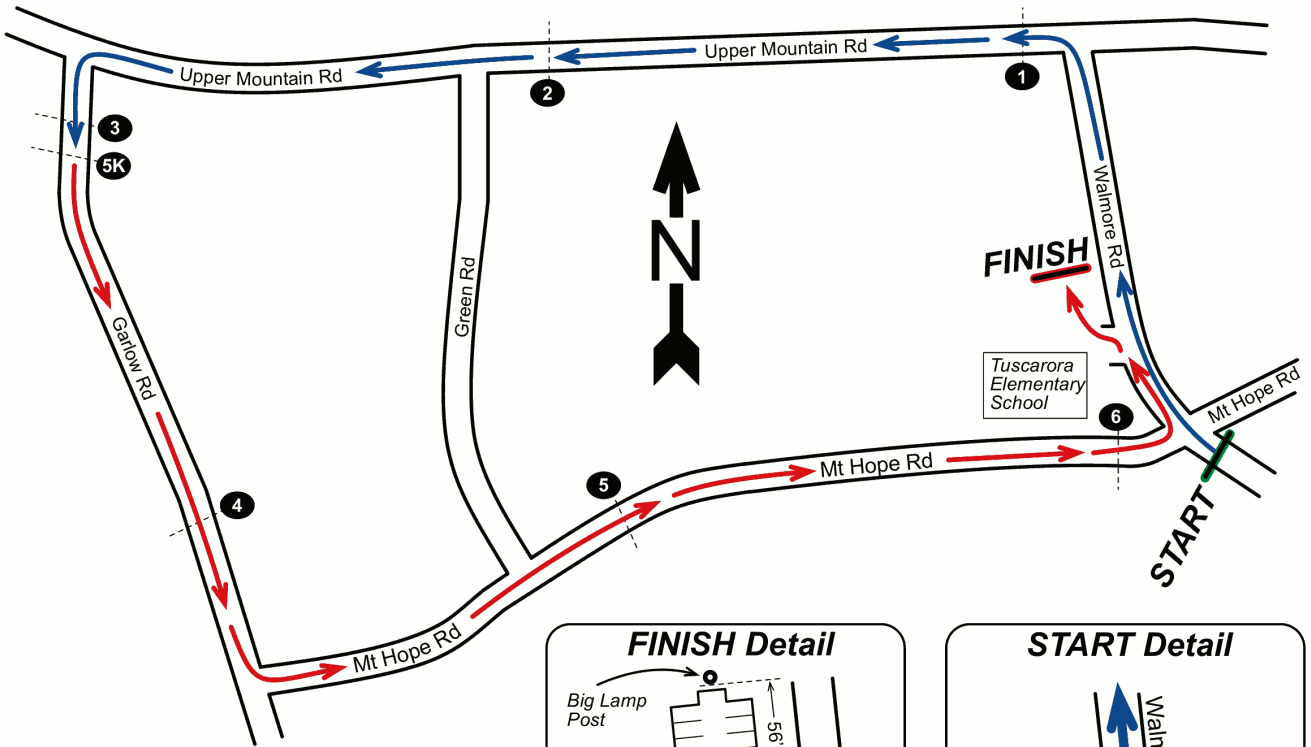 Upper Mountain Rd
Upper Mountain Rd
1
2
3
5K
Walmore Rd
N
FINISH
Green Rd
Garlow Rd
Tuscarora
Elementary
School
Mt Hope Rd
6
Mt Hope Rd
5
4
START
Mt Hope Rd
FINISH Detail
Big Lamp
Post
56'
START Detail